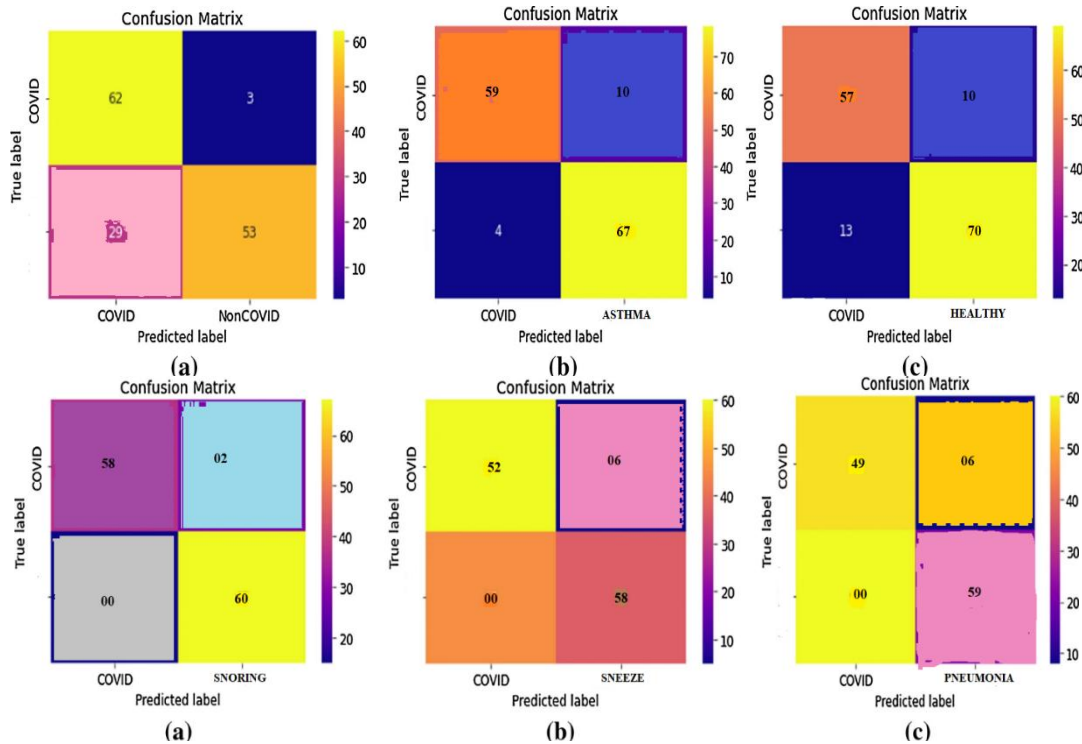 Confusion Matrix
COVID
True label
62
3
29
53
60
50
40
30
20
10
COVID
NonCOVID
Predicted label
(a)
Confusion Matrix
COVID
True label
59
10
4
67
70
60
50
40
30
20
10
COVID
ASTHMA
Predicted label
(b)
Confusion Matrix
COVID
True label
57
10
13
70
60
50
40
30
20
COVID
HEALTHY
Predicted label
(c)
Confusion Matrix
COVID
True label
58
02
00
60
60
50
40
30
20
COVID
SNORING
Predicted label
(a)
Confusion Matrix
COVID
True label
52
06
00
58
60
50
40
30
20
10
COVID
SNEEZE
Predicted label
(b)
Confusion Matrix
COVID
True label
49
06
00
59
60
50
40
30
20
10
COVID
PNEUMONIA
Predicted label
(c)